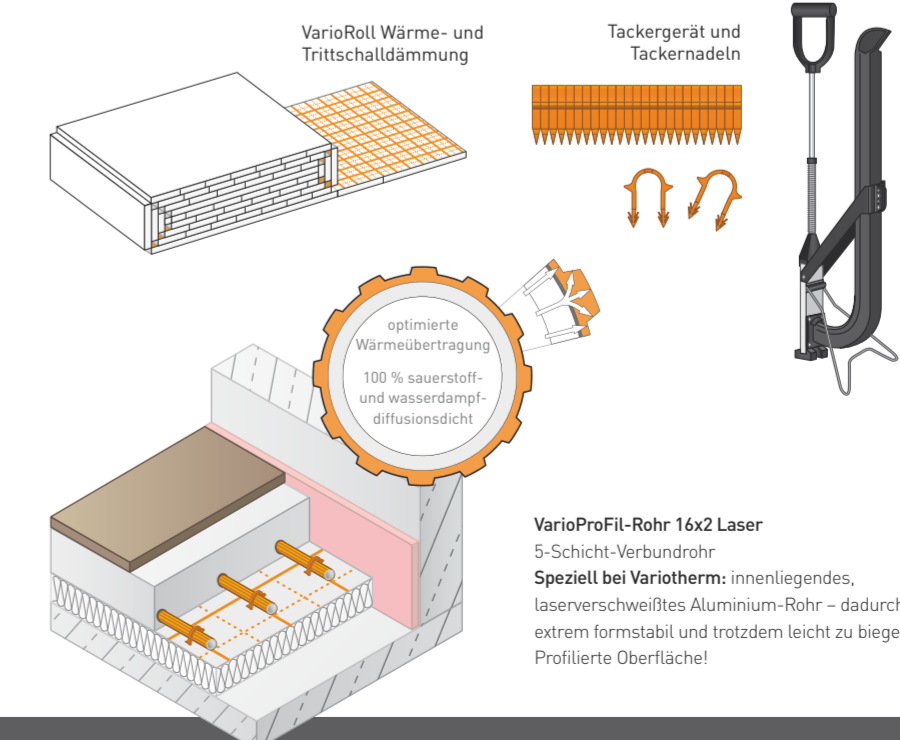 VarioRoll Wärme- und
Trittschalldämmung
Tackergerät und
Tackernadeln
optimierte
Wärmeübertragung
100 % sauerstoff-
und wasserdampf-
diffusionsdicht
VarioProFil-Rohr 16x2 Laser
5-Schicht-Verbundrohr
Speziell bei Variotherm: innenliegendes,
laserverschweißtes Aluminium-Rohr – dadurch
extrem formstabil und trotzdem leicht zu biege
Profilierte Oberfläche!